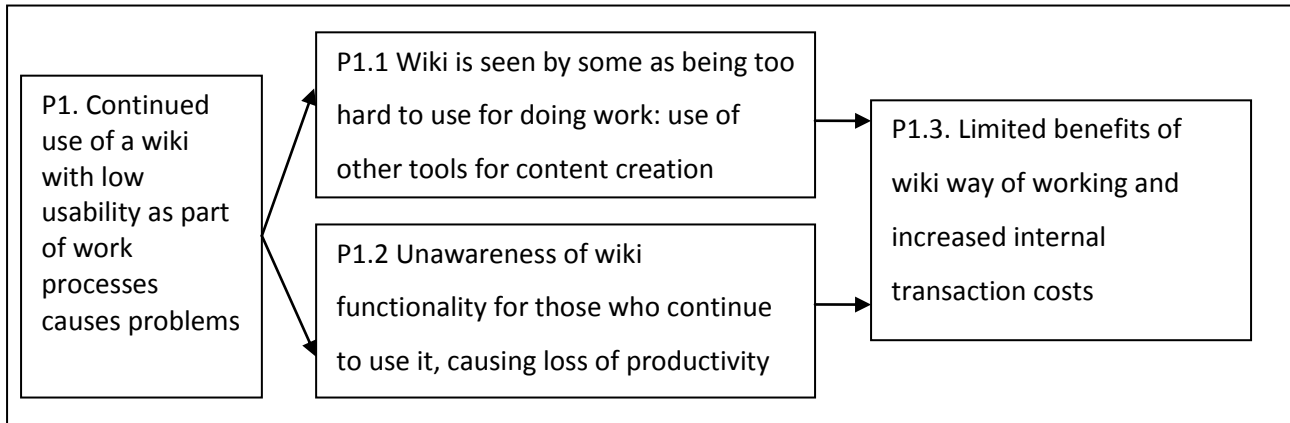 P1. Continued
use of a wiki
with low
usability as part
of work
processes
causes problems
P1.1 Wiki is seen by some as being too
hard to use for doing work: use of
other tools for content creation
P1.2 Unawareness of wiki
functionality for those who continue
to use it, causing loss of productivity
P1.3. Limited benefits of
wiki way of working and
increased internal
transaction costs